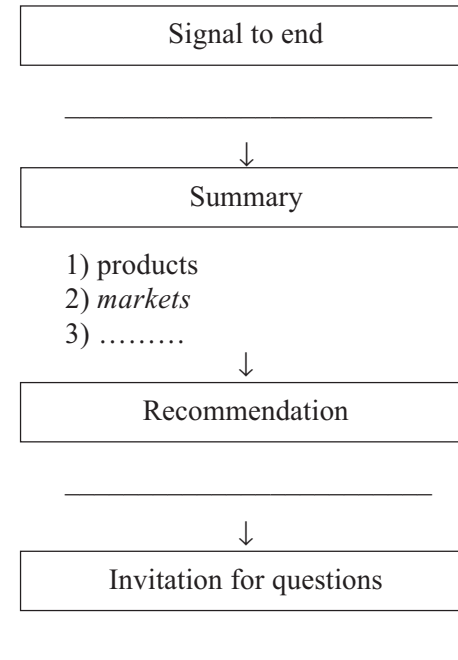 Signal to end
↓
Summary
1) products
2) markets
3) ………
↓
Recommendation
↓
Invitation for questions